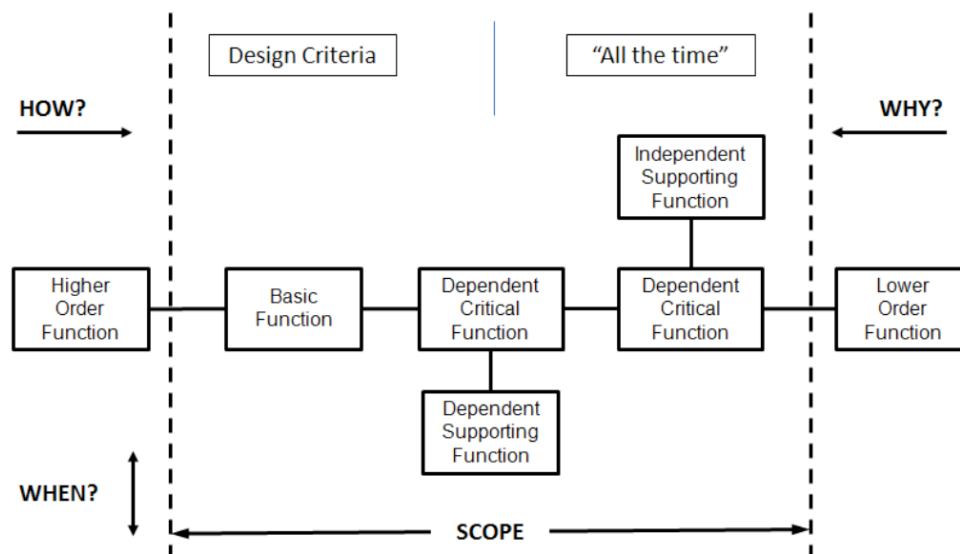 Design Criteria
“All the time”
HOW?
WHY?
Independent
Supporting
Function
Higher
Order
Function
Basic
Function
Dependent
Critical
Function
Dependent
Critical
Function
Lower
Order
Function
Dependent
Supporting
Function
WHEN?
SCOPE